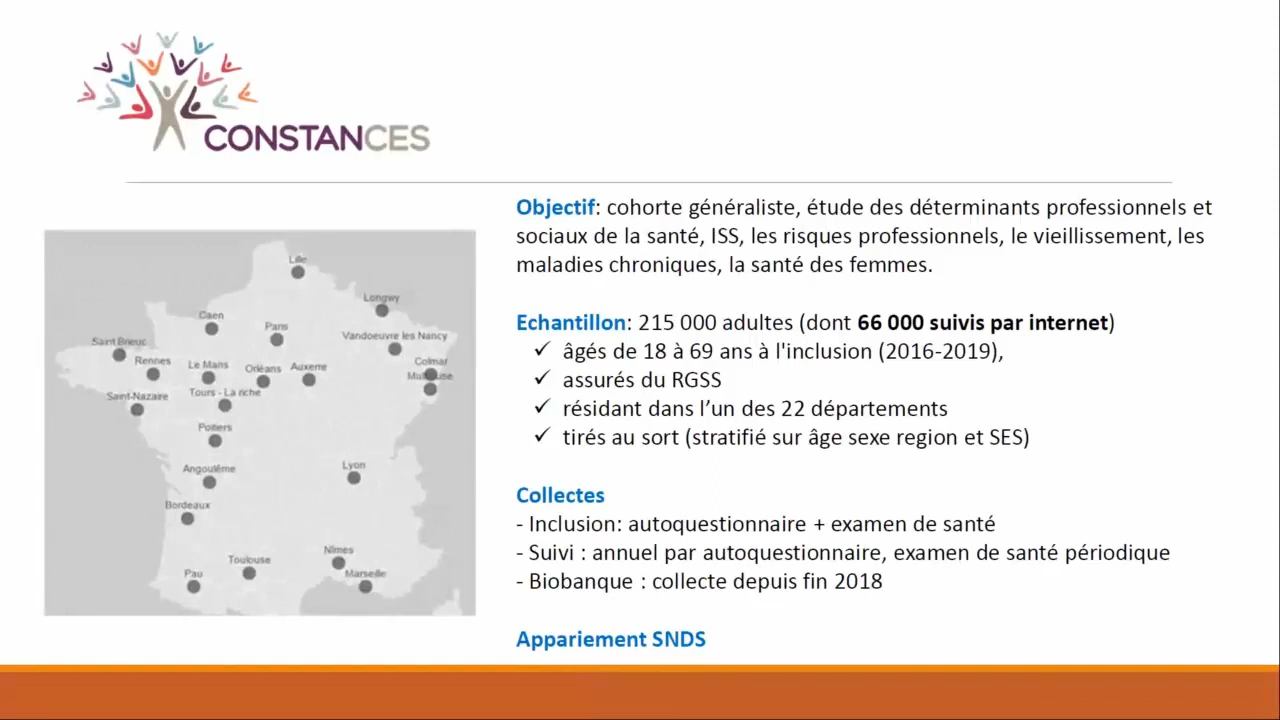 CONSTANCES
Objectif: cohorte généraliste, étude des déterminants professionnels et
sociaux de la santé, ISS, les risques professionnels, le vieillissement, les
maladies chroniques, la santé des femmes.
Echantillon: 215 000 adultes (dont 66 000 suivis par internet)
✓ âgés de 18 à 69 ans à l'inclusion (2016-2019),
✓ assurés du RGSS
✓ résidant dans l’un des 22 départements
✓ tirés au sort (stratifié sur âge sexe region et SES)
Collectes
- Inclusion: autoquestionnaire + examen de santé
- Suivi : annuel par autoquestionnaire, examen de santé périodique
- Biobanque : collecte depuis fin 2018
Appariement SNDS
Lille
Longwy
Caen
Paris
Vandoeuvre les Nancy
Saint Brieuc
Rennes
Le Mans
Orléans
Auxerre
Colmar
Mulhouse
Saint-Nazaire
Tours - La riche
Poitiers
Angoulême
Lyon
Bordeaux
Toulouse
Nîmes
Pau
Marseille